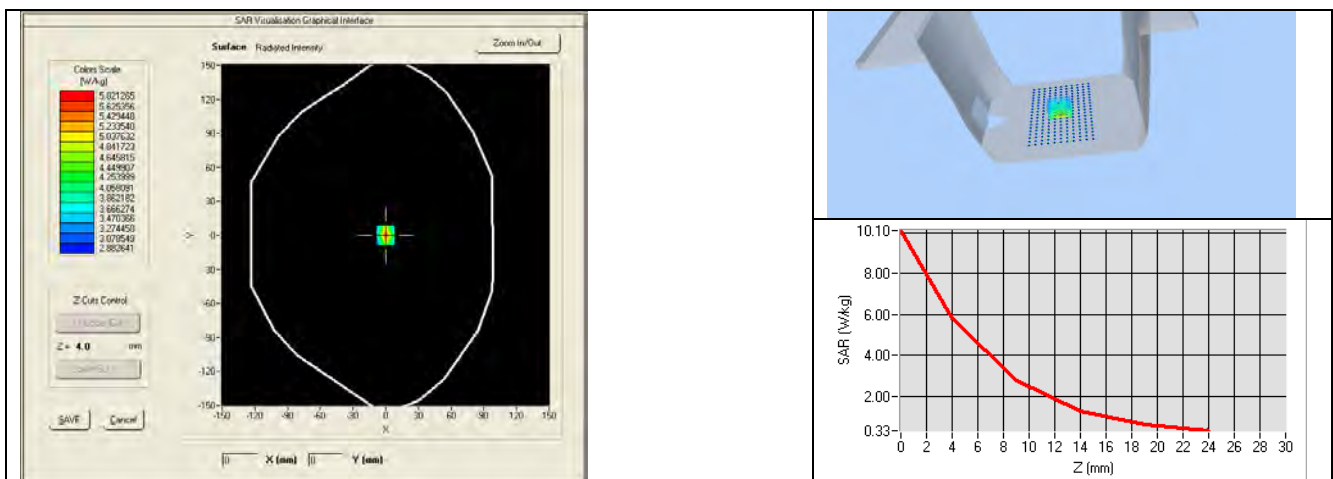 SAR Visualisation Graphical Interface
Surface Radiated Intensity
Zoom In/Out
Colors Scale
(W/kg)
5.821265
5.625356
5.429448
5.233540
5.037632
4.841723
4.645815
4.449907
4.253999
4.058091
3.862182
3.666274
3.470366
3.274458
3.078549
2.882641
Z Cuts Control
Z = 4.0 mm
SAVE Cancel
150
120
90
60
30
0
-30
-60
-90
-120
-150
Y
-150 -120 -90 -60 -30 0 30 60 90 120 150
X
0 X (mm) 0 Y (mm)
10.10
8.00
6.00
4.00
2.00
0.33
SAR (W/kg)
0 2 4 6 8 10 12 14 16 18 20 22 24 26 28 30
Z (mm)